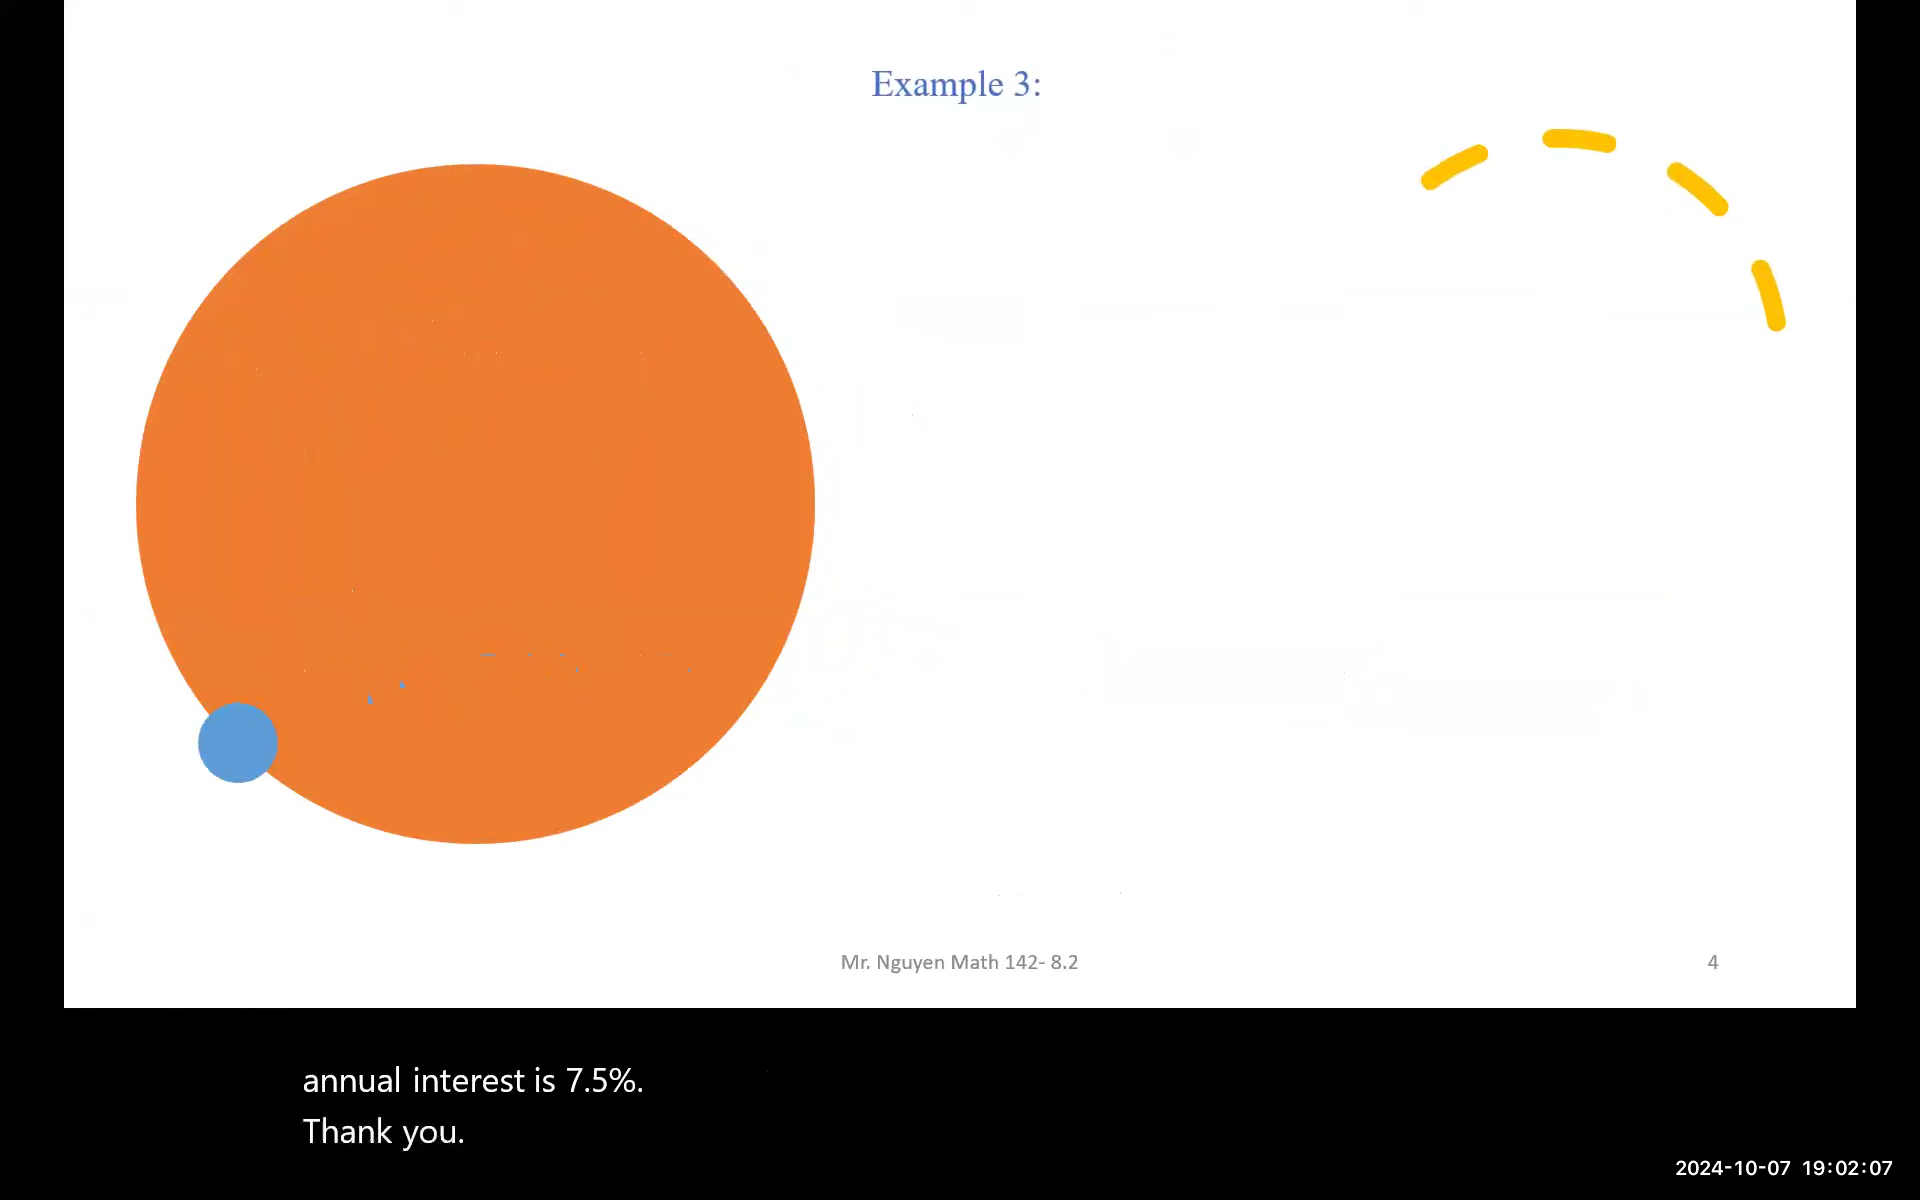 Example 3:
Mr. Nguyen Math 142- 8.2
4
annual interest is 7.5%.
Thank you.
2024-10-07 19:02:07